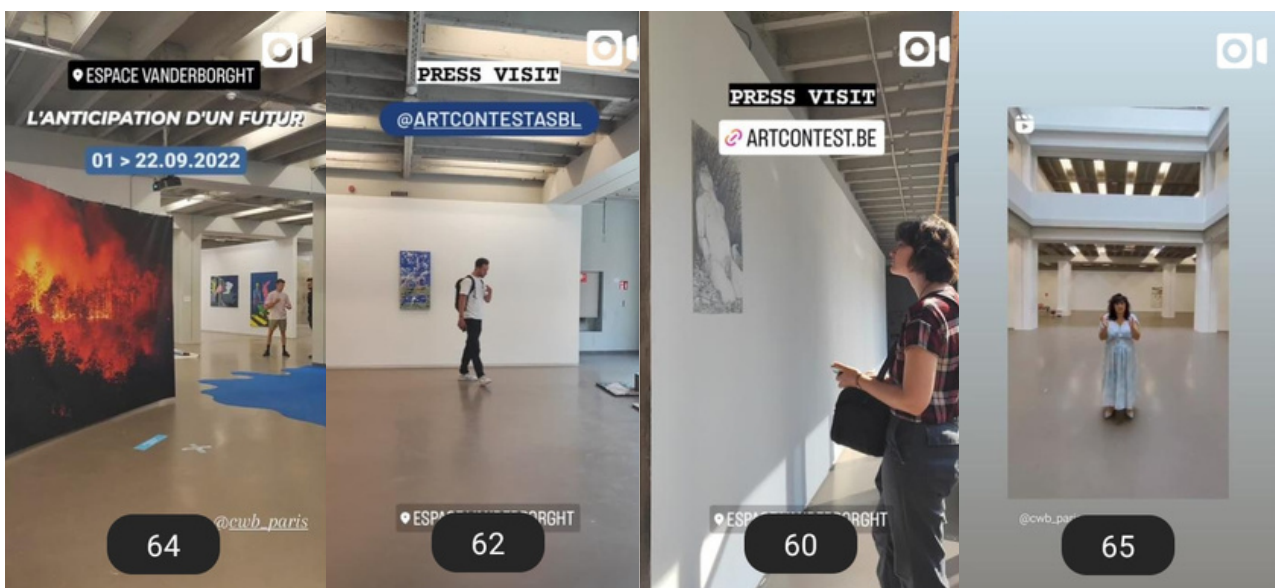 ESPACE VANDERBORGHT
L'ANTICIPATION D'UN FUTUR
01 > 22.09.2022
@cwb_paris
64
PRESS VISIT
@ARTCONTESTASBL
62
PRESS VISIT
ARTCONTEST.BE
60
65